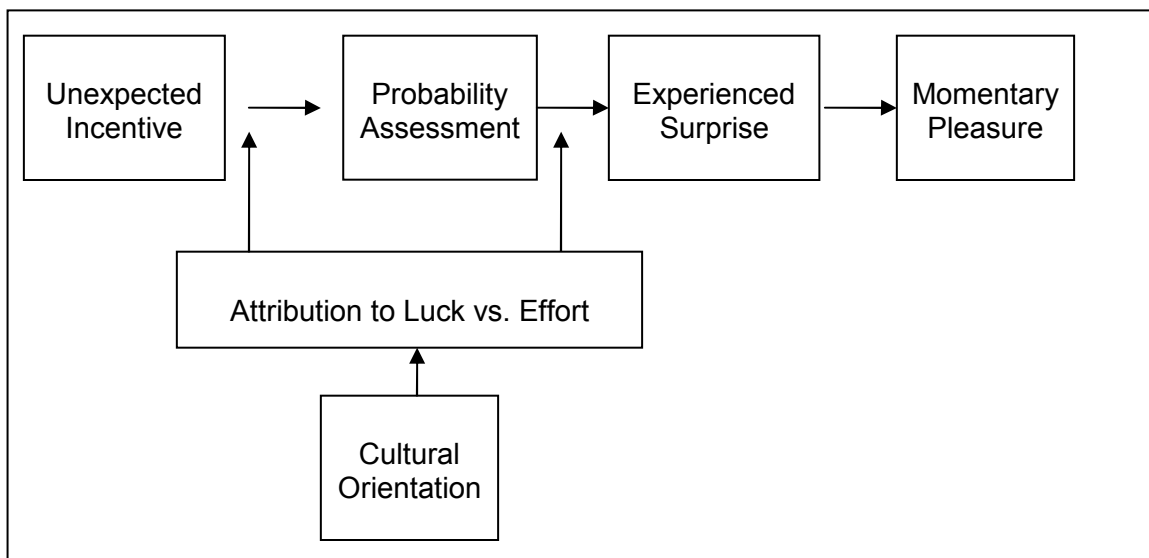 Unexpected
Incentive
Probability
Assessment
Experienced
Surprise
Momentary
Pleasure
Attribution to Luck vs. Effort
Cultural
Orientation